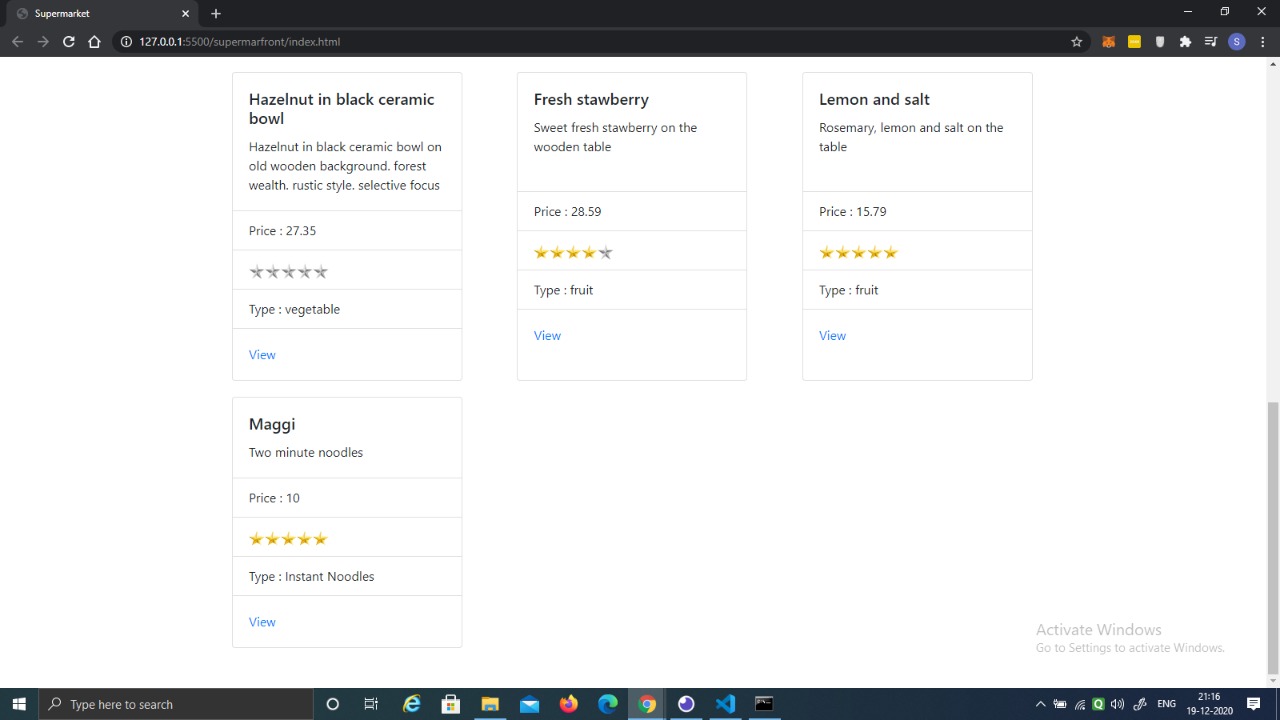 Supermarket
127.0.0.1:5500/supermarfront/index.html
S
Hazelnut in black ceramic
bowl
Hazelnut in black ceramic bowl on
old wooden background. forest
wealth. rustic style. selective focus
Price : 27.35
Type : vegetable
View
Fresh stawberry
Sweet fresh stawberry on the
wooden table
Price : 28.59
Type : fruit
View
Lemon and salt
Rosemary, lemon and salt on the
table
Price : 15.79
Type : fruit
View
Maggi
Two minute noodles
Price : 10
Type : Instant Noodles
View
Activate Windows
Go to Settings to activate Windows.
Type here to search
ENG
21:16
19-12-2020